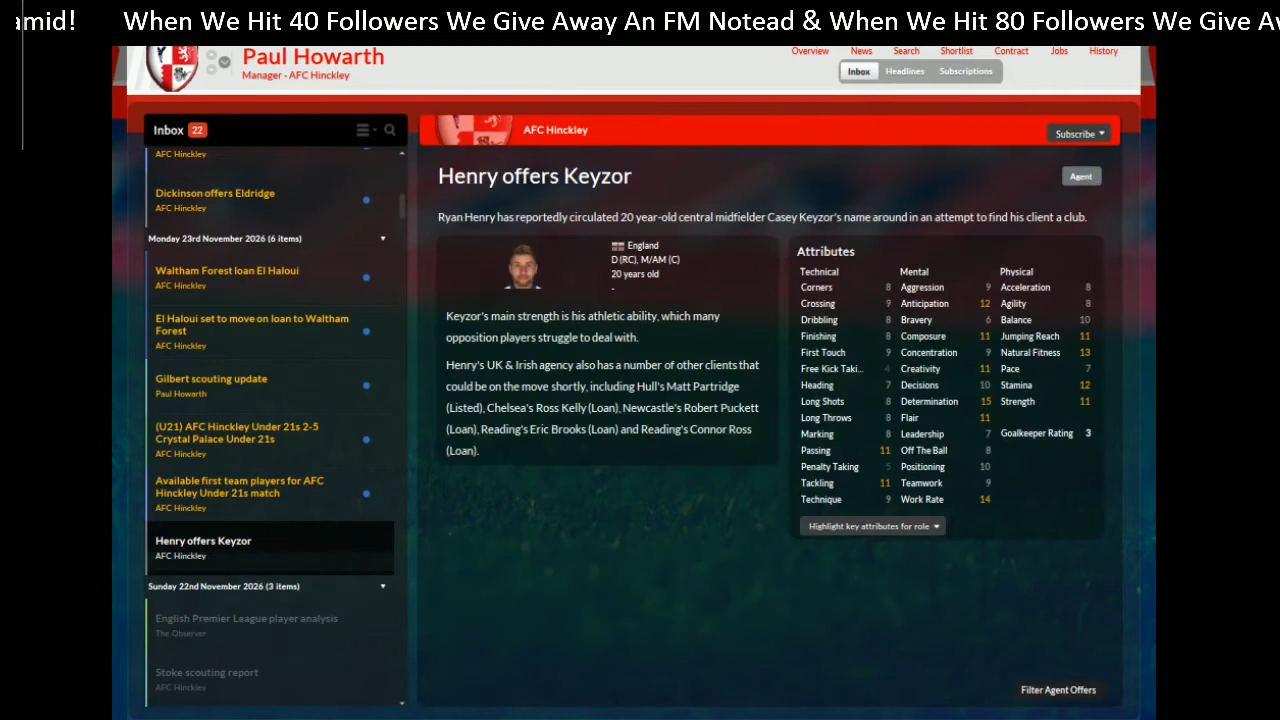 amid! When We Hit 40 Followers We Give Away An FM Notead & When We Hit 80 Followers We Give Av
Paul Howarth
Manager - AFC Hinckley
Overview News Search Shortlist Contract Jobs History
Inbox Headlines Subscriptions
Inbox 22
AFC Hinckley
Dickinson offers Eldridge
AFC Hinckley
Monday 23rd November 2026 (6 items)
Waltham Forest loan El Haloui
AFC Hinckley
El Haloui set to move on loan to Waltham
Forest
AFC Hinckley
Gilbert scouting update
Paul Howarth
(U21) AFC Hinckley Under 21s 2-5
Crystal Palace Under 21s
AFC Hinckley
Available first team players for AFC
Hinckley Under 21s match
AFC Hinckley
Henry offers Keyzor
AFC Hinckley
Sunday 22nd November 2026 (3 items)
English Premier League player analysis
The Observer
Stoke scouting report
AFC Hinckley
AFC Hinckley
Subscribe
Henry offers Keyzor
Agent
Ryan Henry has reportedly circulated 20 year-old central midfielder Casey Keyzor's name around in an attempt to find his client a club.
England
D (RC), M/AM (C)
20 years old
-
Keyzor's main strength is his athletic ability, which many
opposition players struggle to deal with.
Henry's UK & Irish agency also has a number of other clients that
could be on the move shortly, including Hull's Matt Partridge
(Listed), Chelsea's Ross Kelly (Loan), Newcastle's Robert Puckett
(Loan), Reading's Eric Brooks (Loan) and Reading's Connor Ross
(Loan).
Attributes
Technical Mental Physical
Corners 8 Aggression 9 Acceleration 8
Crossing 9 Anticipation 12 Agility 8
Dribbling 8 Bravery 6 Balance 10
Finishing 8 Composure 11 Jumping Reach 11
First Touch 9 Concentration 9 Natural Fitness 13
Free Kick Taki... 4 Creativity 11 Pace 7
Heading 7 Decisions 10 Stamina 12
Long Shots 8 Determination 15 Strength 11
Long Throws 8 Flair 11
Marking 8 Leadership 7 Goalkeeper Rating 3
Passing 11 Off The Ball 8
Penalty Taking 5 Positioning 10
Tackling 11 Teamwork 9
Technique 9 Work Rate 14
Highlight key attributes for role
Filter Agent Offers